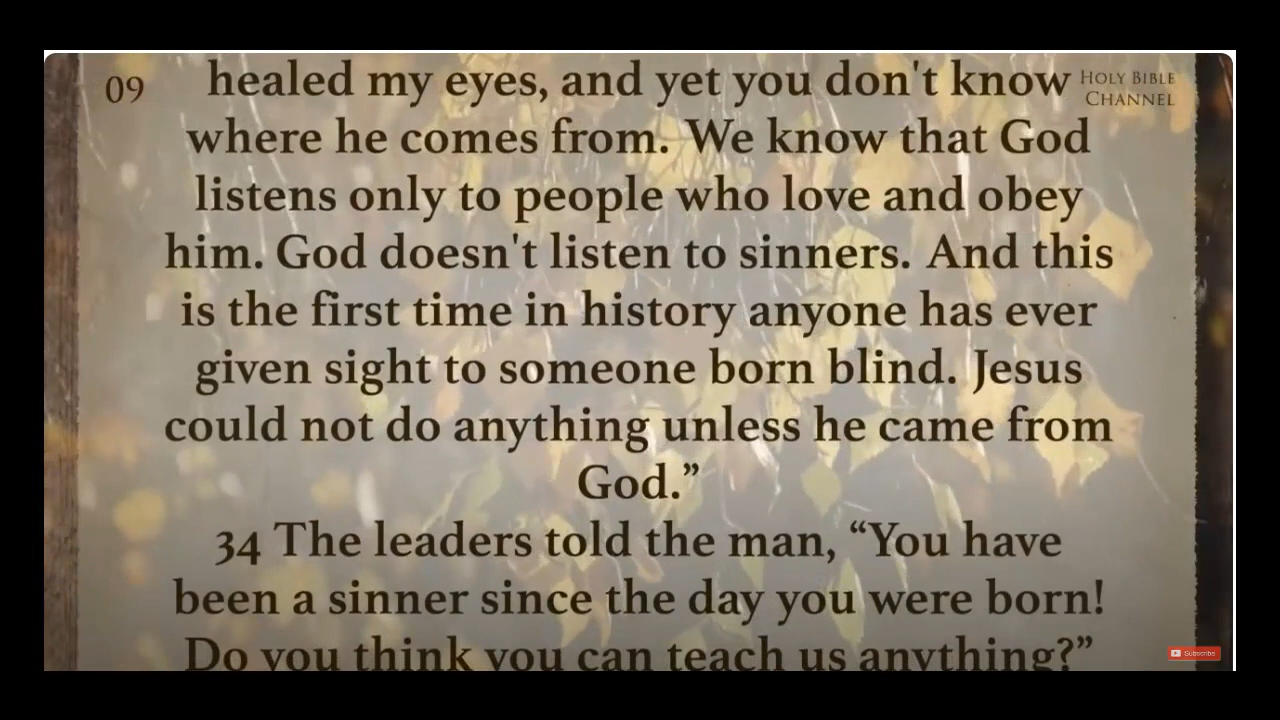 09
HOLY BIBLE
CHANNEL
healed my eyes, and yet you don't know
where he comes from. We know that God
listens only to people who love and obey
him. God doesn't listen to sinners. And this
is the first time in history anyone has ever
given sight to someone born blind. Jesus
could not do anything unless he came from
God.”
34 The leaders told the man, “You have
been a sinner since the day you were born!
Do you think you can teach us anything?”
Subscribe